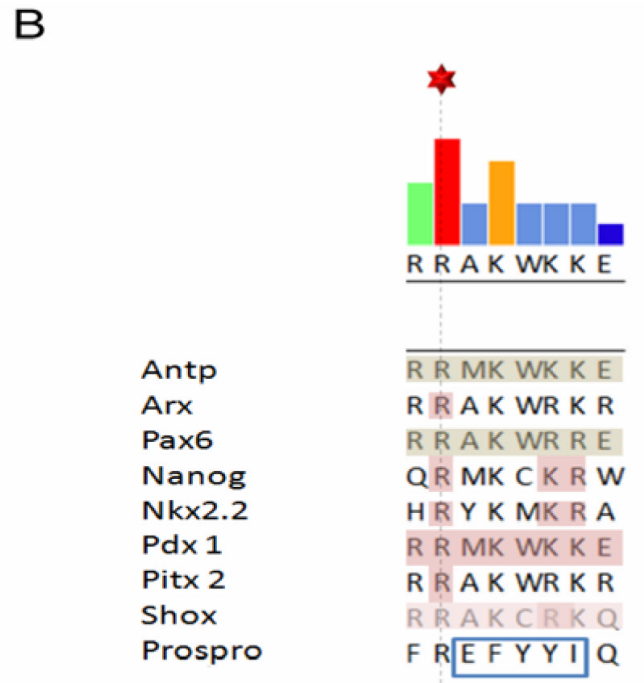 B
R R A K W K K E
Antp R R M K W K K E
Arx R R A K W R K R
Pax6 R R A K W R R E
Nanog Q R M K C K R W
Nkx2.2 H R Y K M K R A
Pdx 1 R R M K W K K E
Pitx 2 R R A K W R K R
Shox R R A K C R K Q
Prospro F R E F Y Y I Q